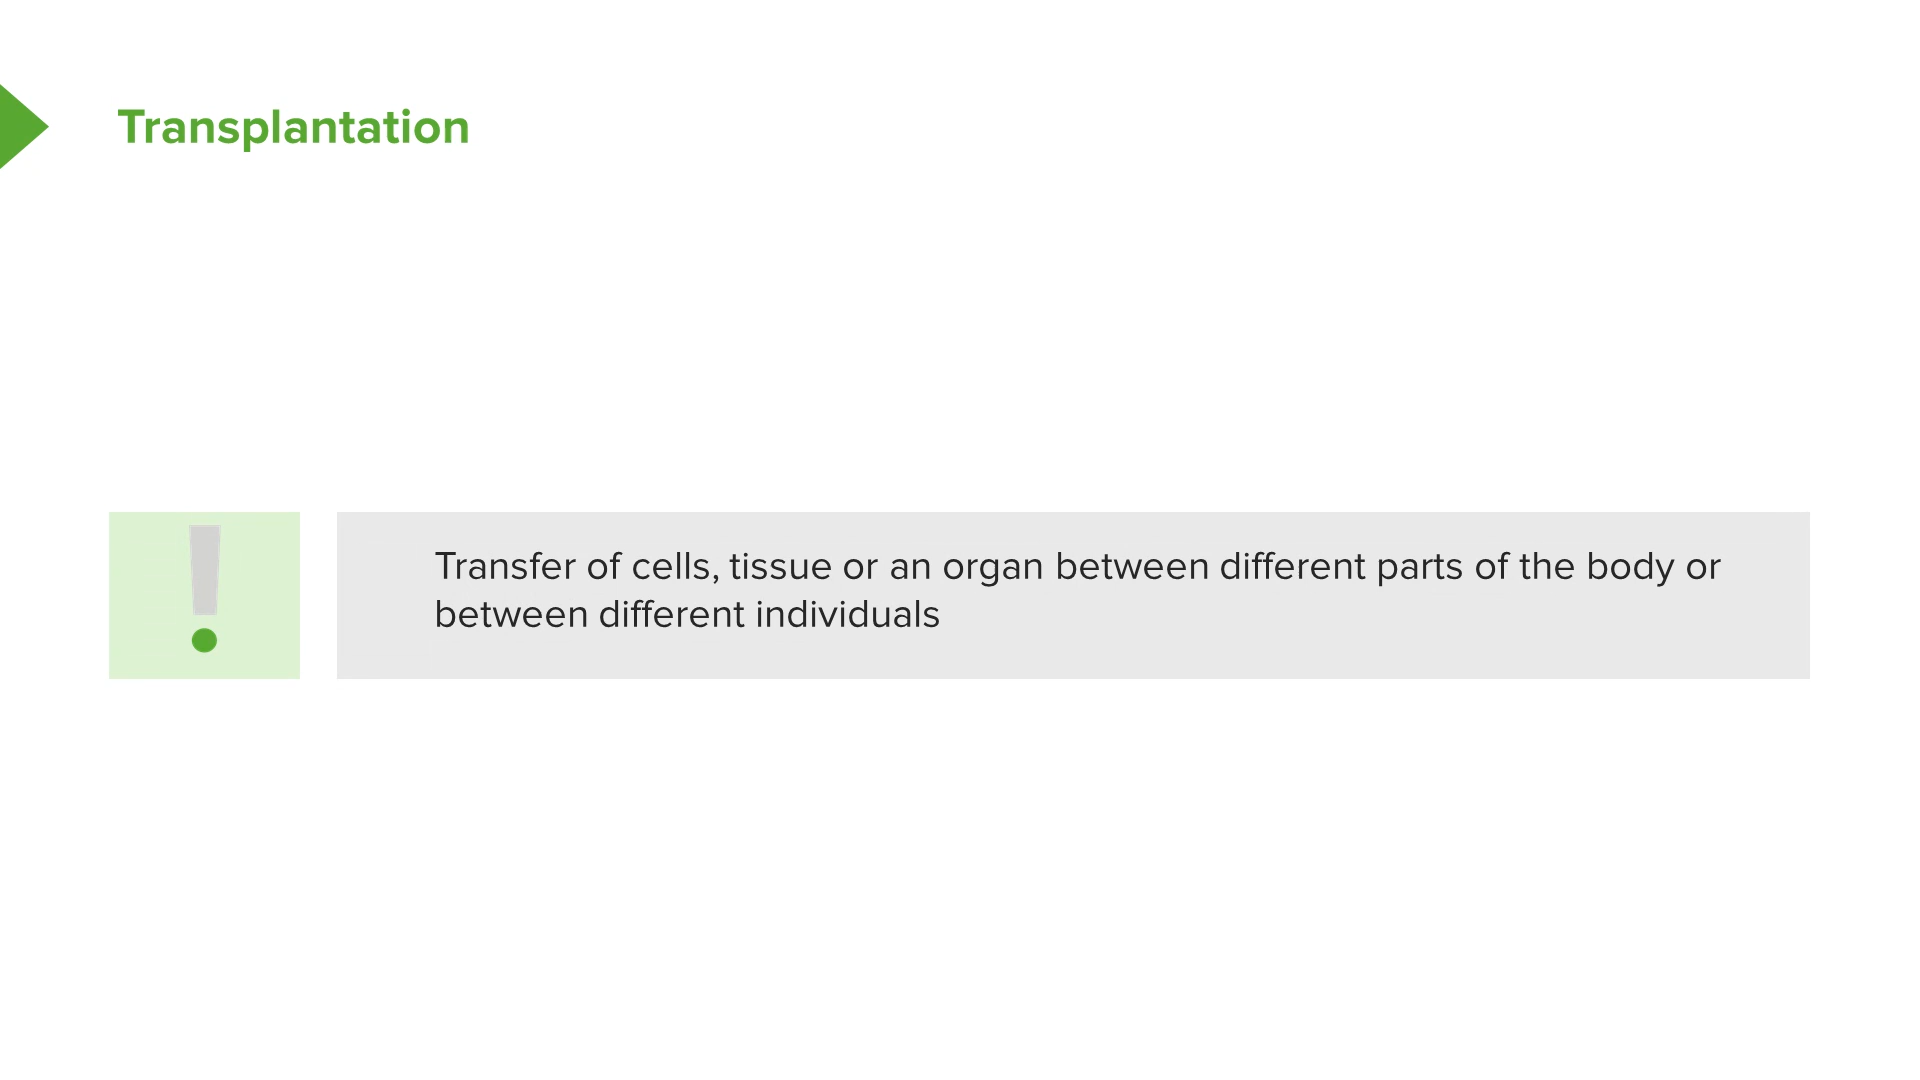 Transplantation
Transfer of cells, tissue or an organ between different parts of the body or
between different individuals